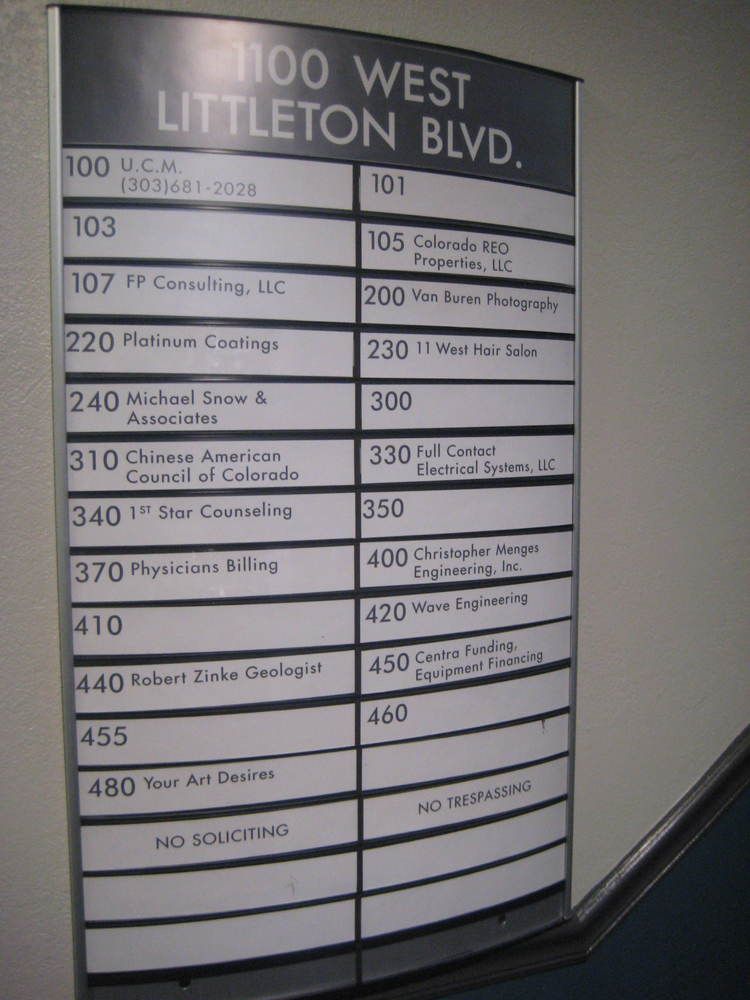 1100 WEST
LITTLETON BLVD.
100 U.C.M.
(303)681-2028
101
103
105 Colorado REO
Properties, LLC
107 FP Consulting, LLC
200 Van Buren Photography
220 Platinum Coatings
230 11 West Hair Salon
240 Michael Snow &
Associates
300
310 Chinese American
Council of Colorado
330 Full Contact
Electrical Systems, LLC
340 1ST Star Counseling
350
370 Physicians Billing
400 Christopher Menges
Engineering, Inc.
410
420 Wave Engineering
440 Robert Zinke Geologist
450 Centra Funding,
Equipment Financing
455
460
480 Your Art Desires
NO SOLICITING
NO TRESPASSING